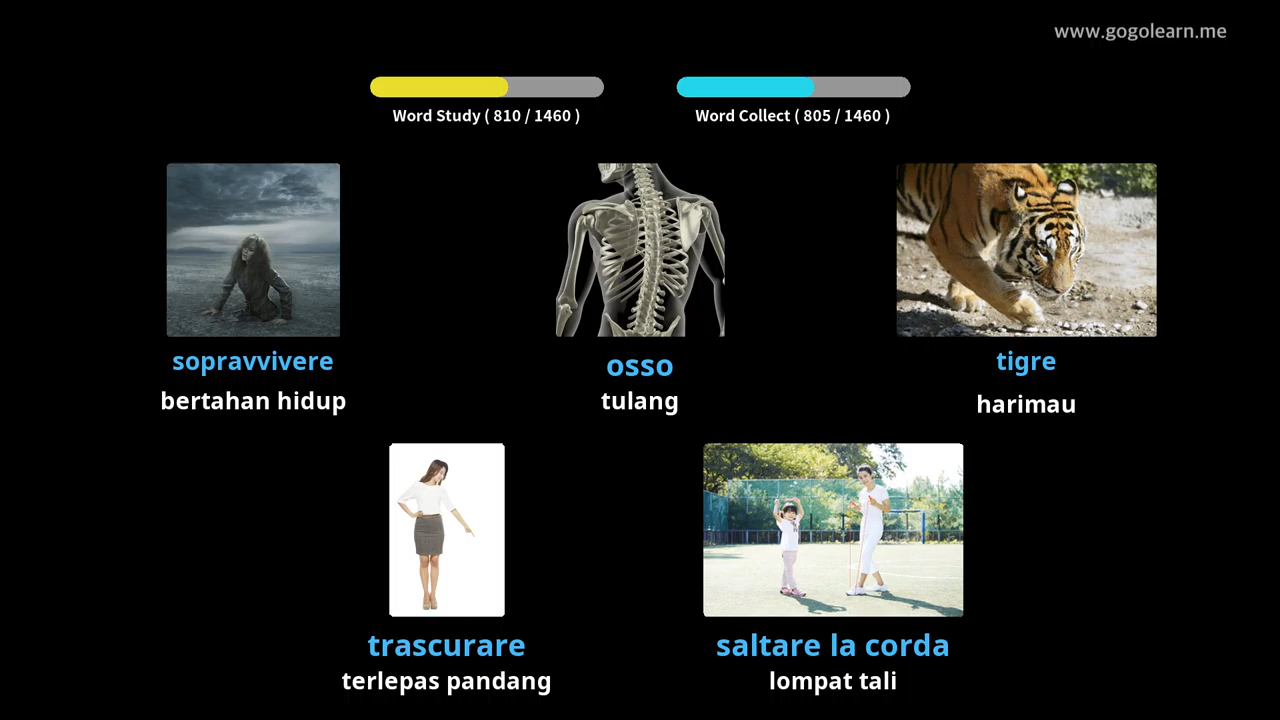 www.gogolearn.me
Word Study ( 810 / 1460 )
Word Collect ( 805 / 1460 )
sopravvivere
bertahan hidup
osso
tulang
tigre
harimau
trascurare
terlepas pandang
saltare la corda
lompat tali